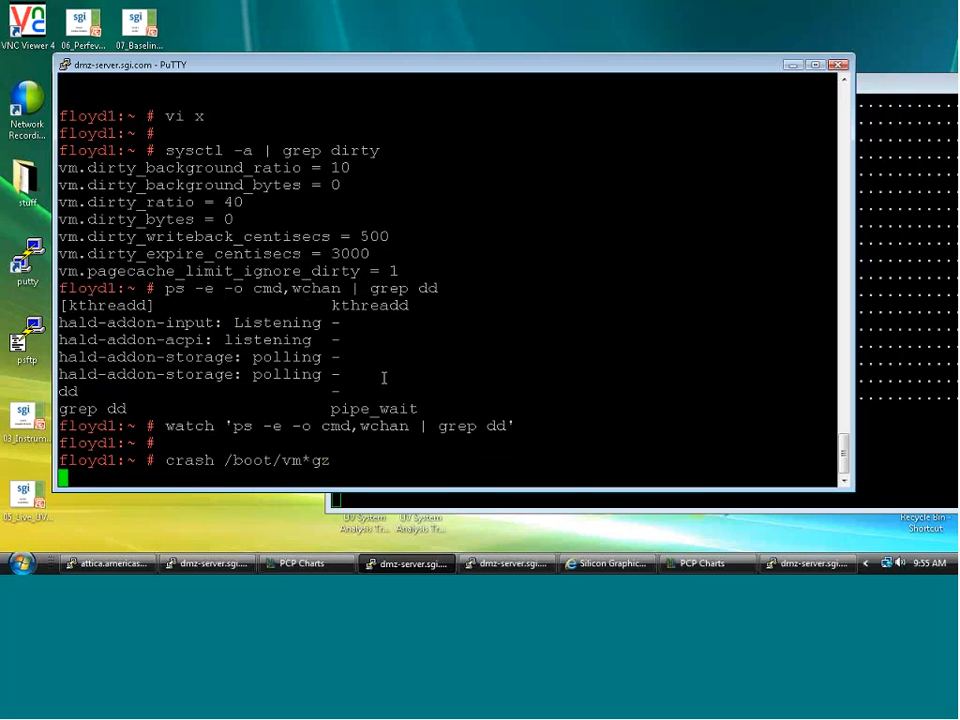 VNC Viewer 4
sgi
06_Perfev...
sgi
07_Baselin...
dmz-server.sgi.com - PuTTY
floyd1:~ # vi x
floyd1:~ #
floyd1:~ # sysctl -a | grep dirty
vm.dirty_background_ratio = 10
vm.dirty_background_bytes = 0
vm.dirty_ratio = 40
vm.dirty_bytes = 0
vm.dirty_writeback_centisecs = 500
vm.dirty_expire_centisecs = 3000
vm.pagecache_limit_ignore_dirty = 1
floyd1:~ # ps -e -o cmd,wchan | grep dd
[kthreadd] kthreadd
hald-addon-input: Listening -
hald-addon-acpi: listening -
hald-addon-storage: polling -
hald-addon-storage: polling -
dd -
grep dd pipe_wait
floyd1:~ # watch 'ps -e -o cmd,wchan | grep dd'
floyd1:~ #
floyd1:~ # crash /boot/vm*gz
Network
Recordi...
stuff
putty
psftp
sgi
03_Instrum...
sgi
05_Live_UV...
UV System
Analysis Tr...
UV System
Analysis Tr...
Recycle Bin -
Shortcut
attica.americas...
dmz-server.sgi....
PCP Charts
dmz-server.sgi....
dmz-server.sgi....
Silicon Graphic...
PCP Charts
dmz-server.sgi....
9:55 AM